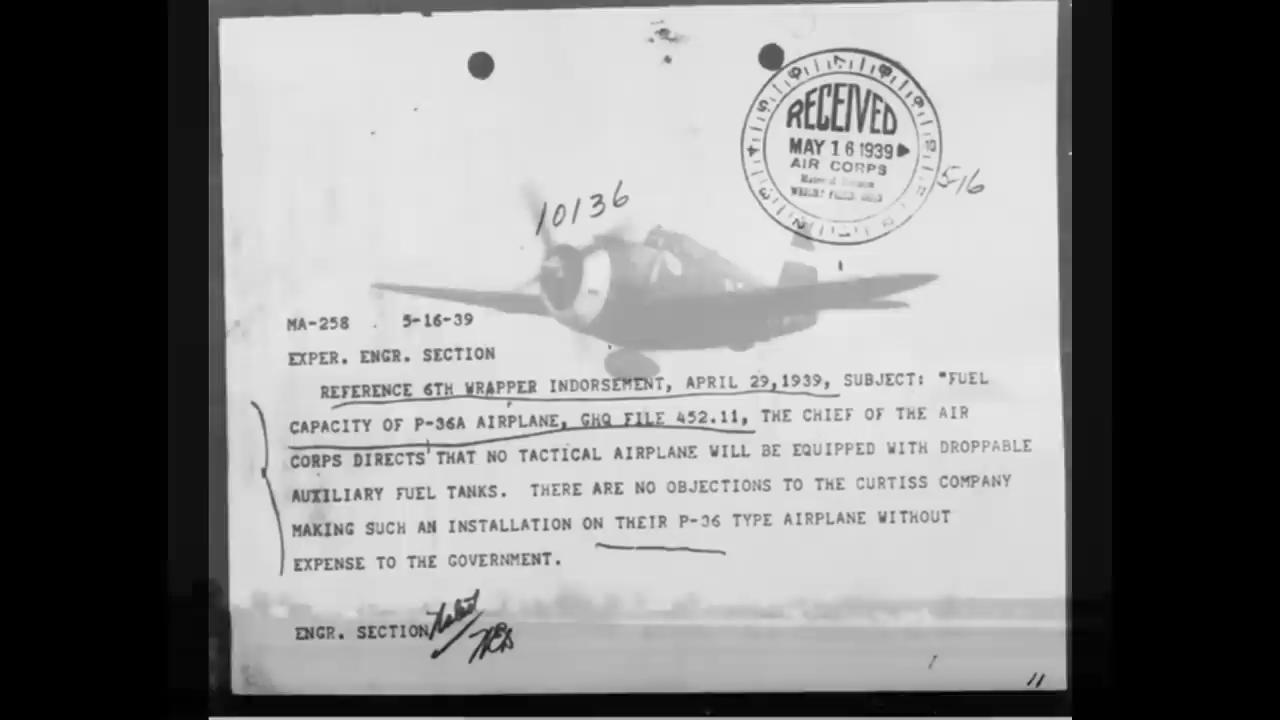 RECEIVED
MAY 16 1939
AIR CORPS
5-16
10136
MA-258 5-16-39
EXPER. ENGR. SECTION
REFERENCE 6TH WRAPPER INDORSEMENT, APRIL 29,1939, SUBJECT: "FUEL
CAPACITY OF P-36A AIRPLANE, GHQ FILE 452.11, THE CHIEF OF THE AIR
CORPS DIRECTS THAT NO TACTICAL AIRPLANE WILL BE EQUIPPED WITH DROPPABLE
AUXILIARY FUEL TANKS. THERE ARE NO OBJECTIONS TO THE CURTISS COMPANY
MAKING SUCH AN INSTALLATION ON THEIR P-36 TYPE AIRPLANE WITHOUT
EXPENSE TO THE GOVERNMENT.
ENGR. SECTION
11